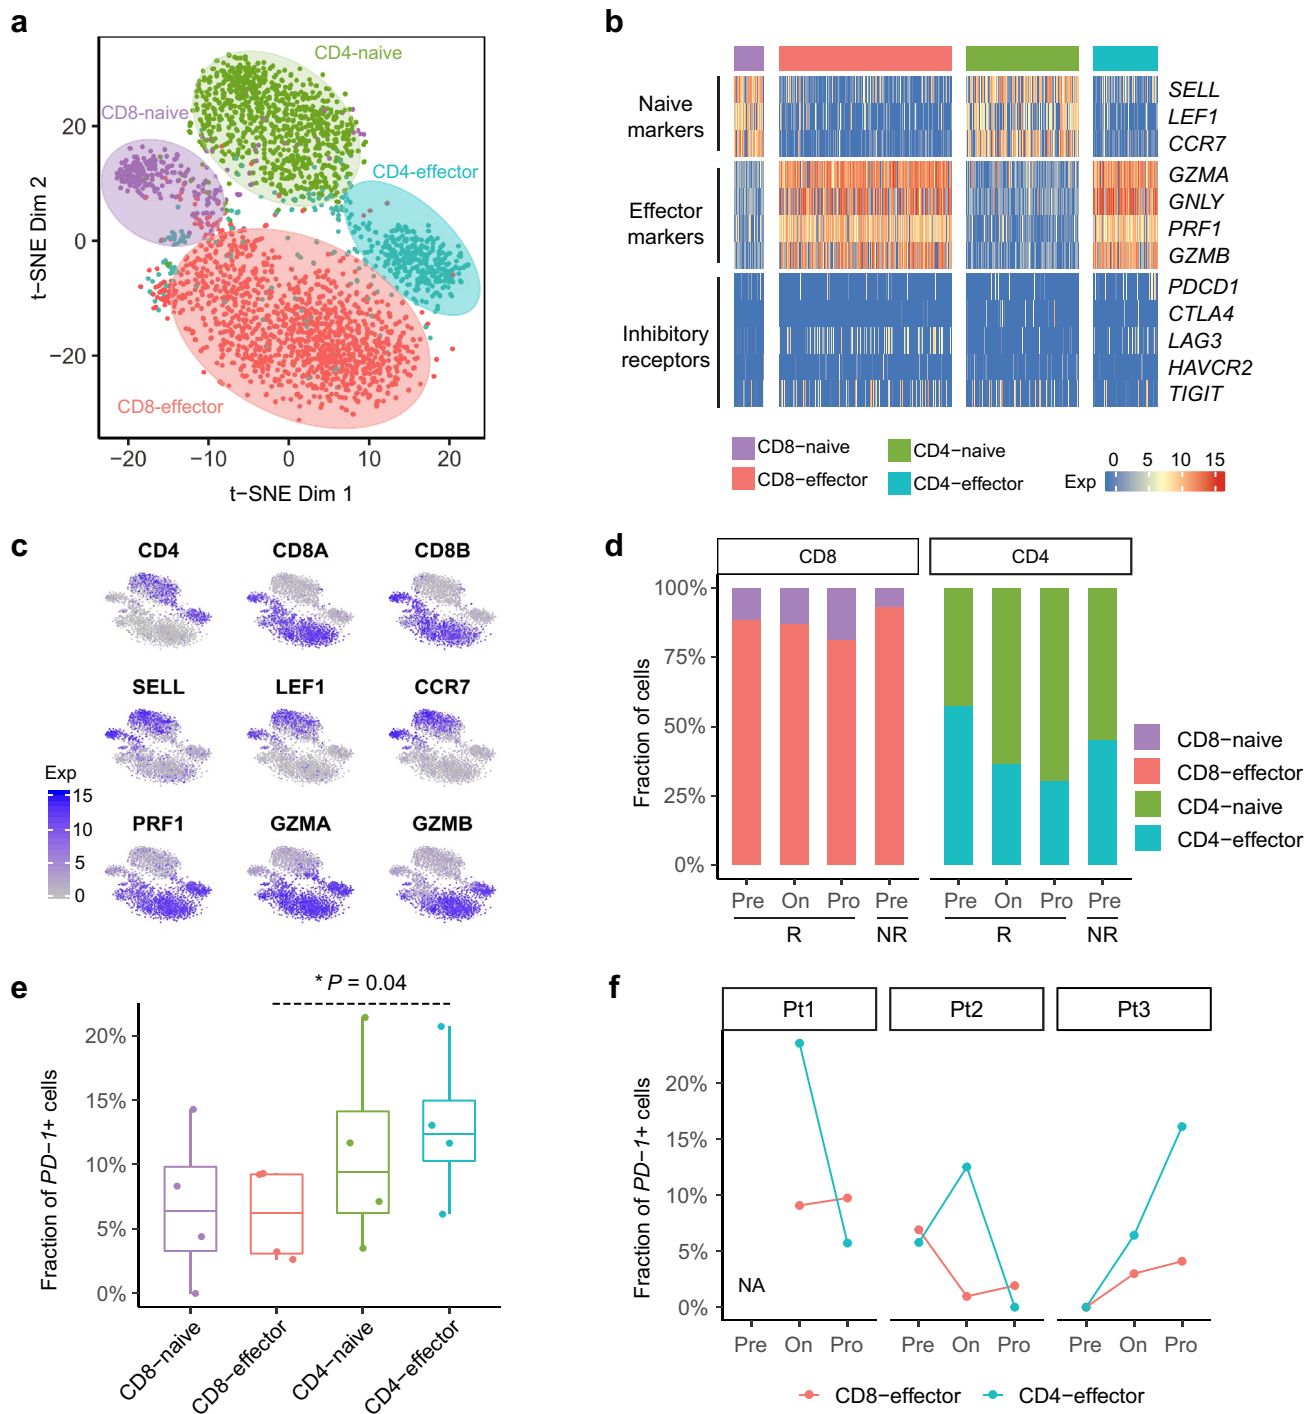 a
CD4-naive
CD8-naive
CD4-effector
CD8-effector
20
0
−20
−20
−10
0
10
20
t−SNE Dim 2
t−SNE Dim 1
b
Naive
markers
Effector
markers
Inhibitory
receptors
SELL
LEF1
CCR7
GZMA
GNLY
PRF1
GZMB
PDCD1
CTLA4
LAG3
HAVCR2
TIGIT
CD8−naive
CD8−effector
CD4−naive
CD4−effector
Exp
0 5 10 15
c
CD4 CD8A CD8B
SELL LEF1 CCR7
PRF1 GZMA GZMB
Exp
15
10
5
0
d
CD8 CD4
Fraction of cells
100%
75%
50%
25%
0%
Pre On Pro Pre Pre On Pro Pre
R NR R NR
CD8−naive
CD8−effector
CD4−naive
CD4−effector
e
* P = 0.04
Fraction of PD−1+ cells
20%
15%
10%
5%
0%
CD8−naive
CD8−effector
CD4−naive
CD4−effector
f
Pt1 Pt2 Pt3
Fraction of PD−1+ cells
20%
15%
10%
5%
0%
NA
Pre On Pro Pre On Pro Pre On Pro
CD8−effector CD4−effector